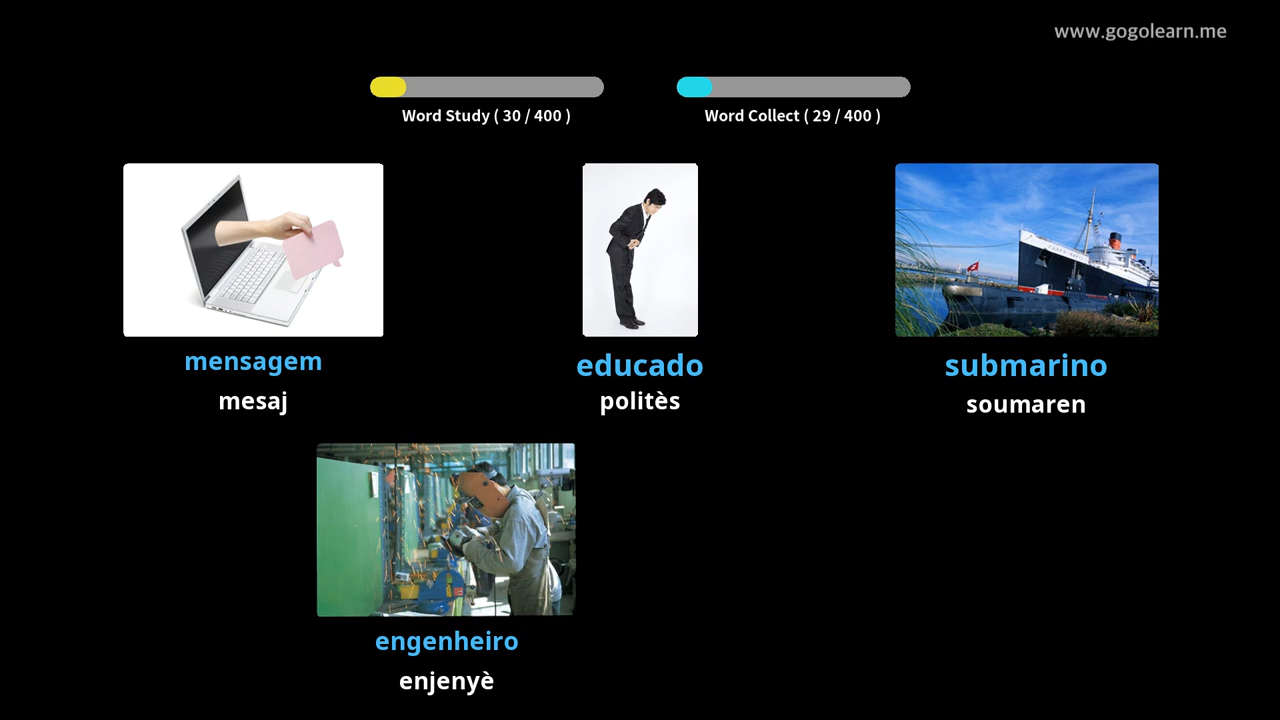 www.gogolearn.me
Word Study ( 30 / 400 )
Word Collect ( 29 / 400 )
mensagem
mesaj
educado
politès
submarino
soumaren
engenheiro
enjenyè